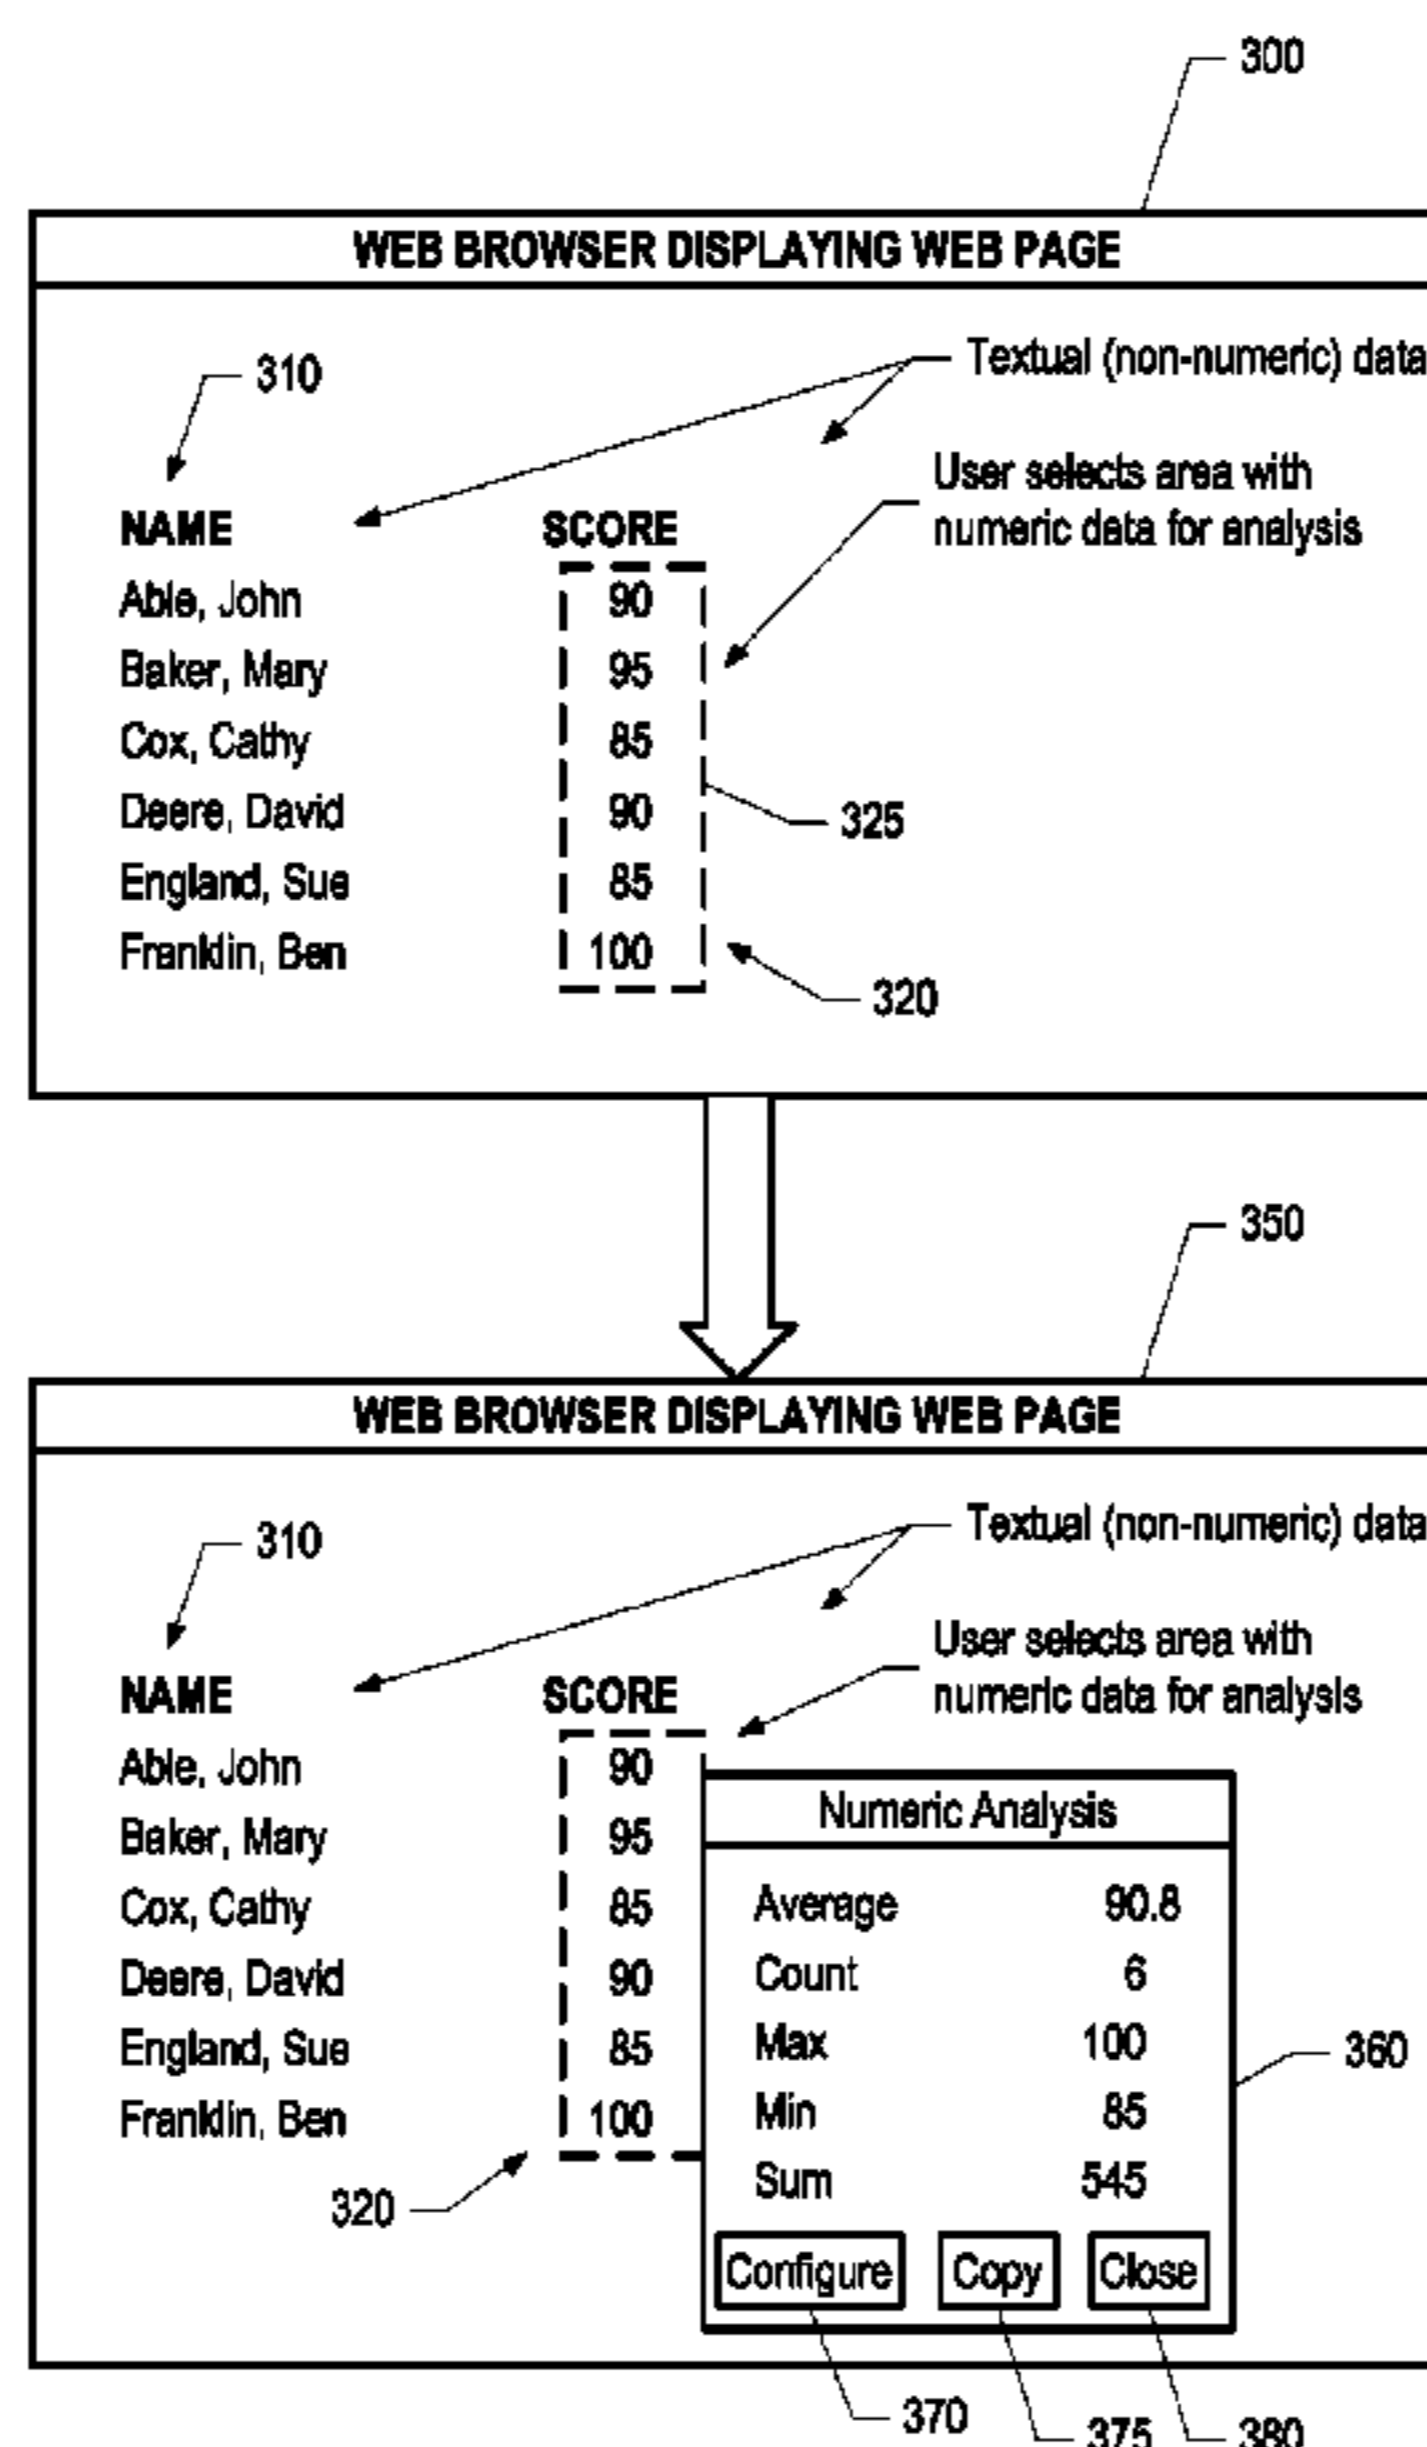 300
WEB BROWSER DISPLAYING WEB PAGE
310
Textual (non-numeric) data
User selects area with
numeric data for analysis
NAME SCORE
Able, John 90
Baker, Mary 95
Cox, Cathy 85
Deere, David 90
325
England, Sue 85
Franklin, Ben 100
320
350
WEB BROWSER DISPLAYING WEB PAGE
310
Textual (non-numeric) data
User selects area with
numeric data for analysis
NAME SCORE
Able, John 90
Baker, Mary 95
Cox, Cathy 85
Deere, David 90
England, Sue 85
Franklin, Ben 100
320
Numeric Analysis
Average 90.8
Count 6
Max 100
360
Min 85
Sum 545
Configure Copy Close
370
375 380